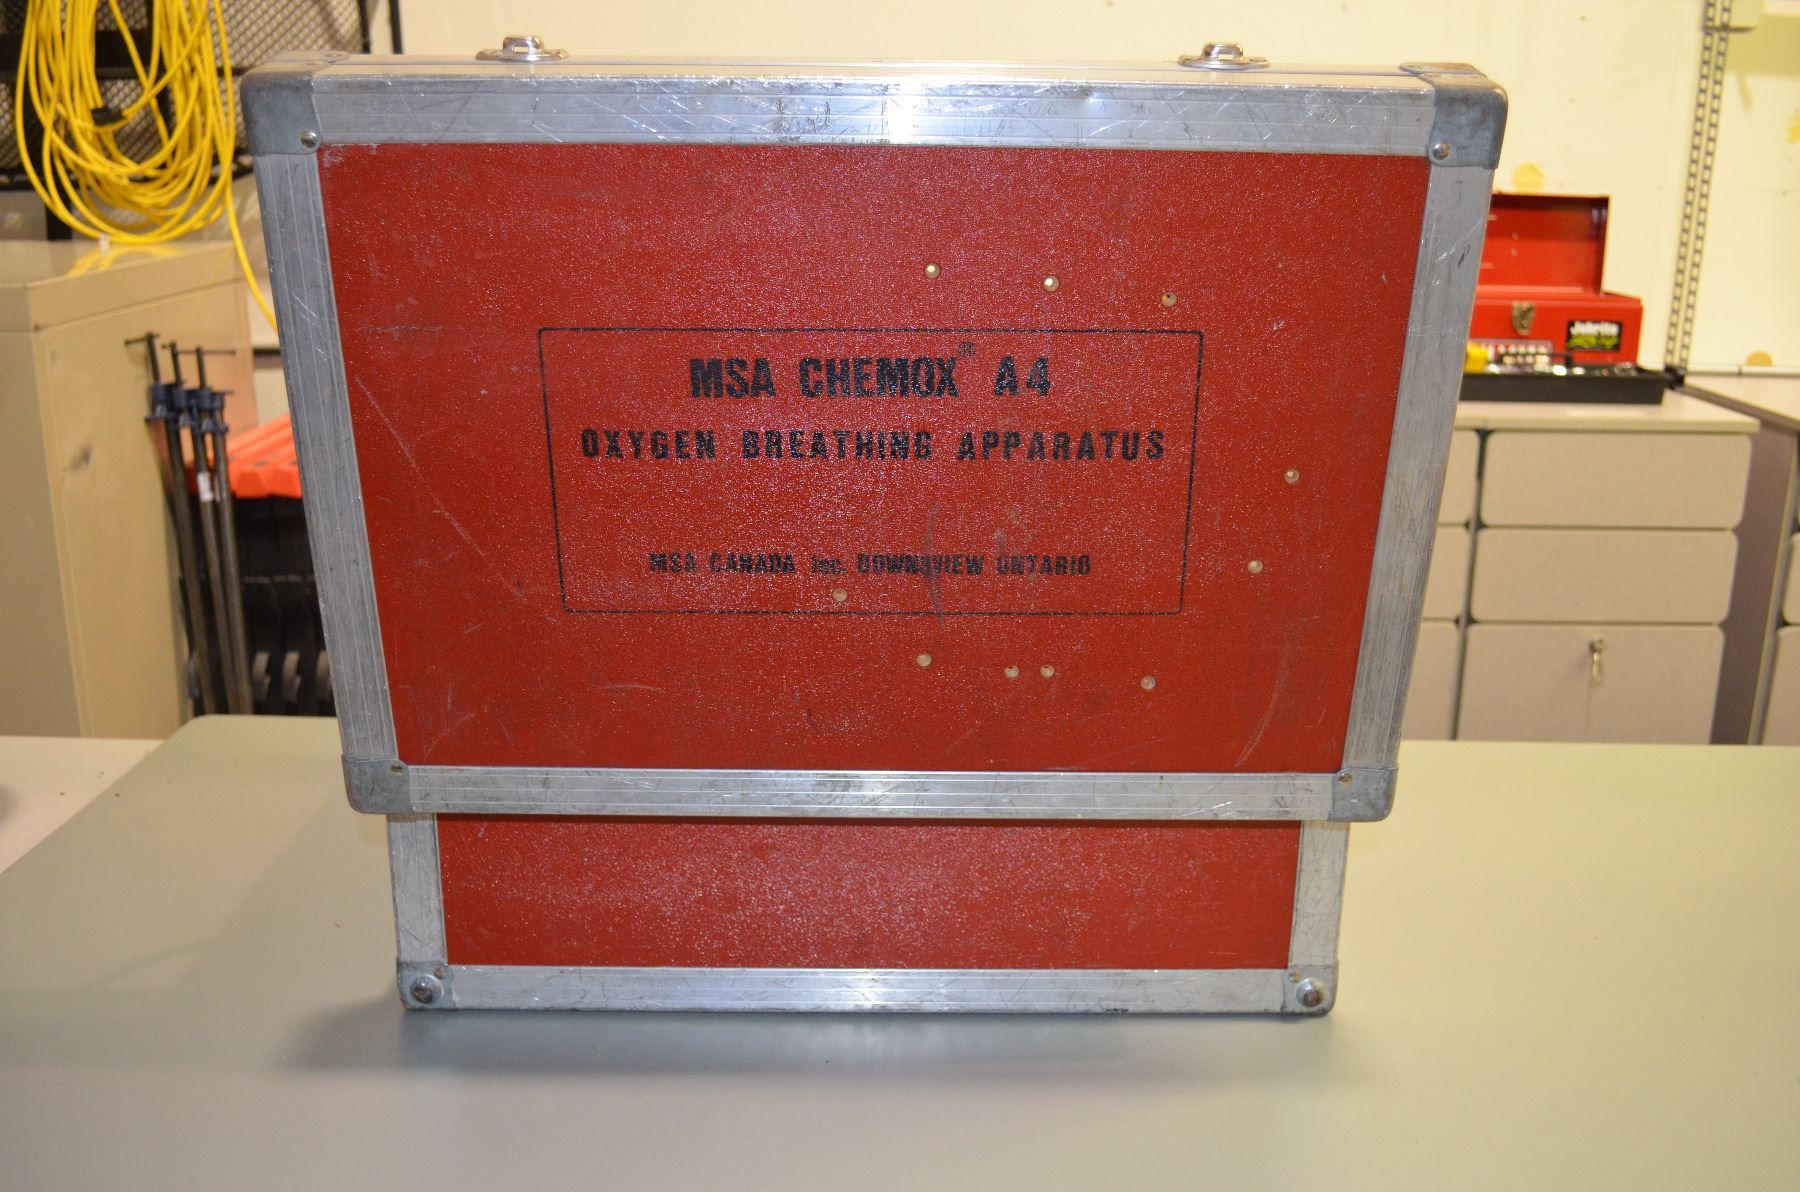 MSA CHEMOX® A4
OXYGEN BREATHING APPARATUS
MSA CANADA Inc. DOWNSVIEW ONTARIO